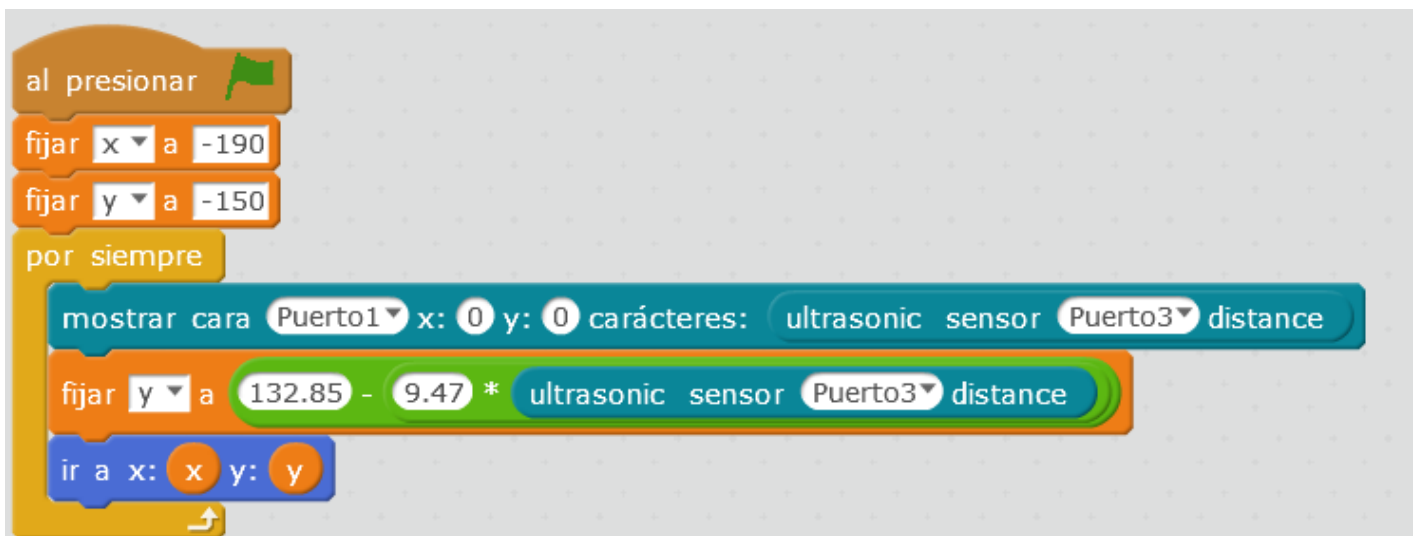 al presionar
fijar x a -190
fijar y a -150
por siempre
mostrar cara Puerto1 x: 0 y: 0 carácteres: ultrasonic sensor Puerto3 distance
fijar y a 132.85 - 9.47 * ultrasonic sensor Puerto3 distance
ir a x: x y: y